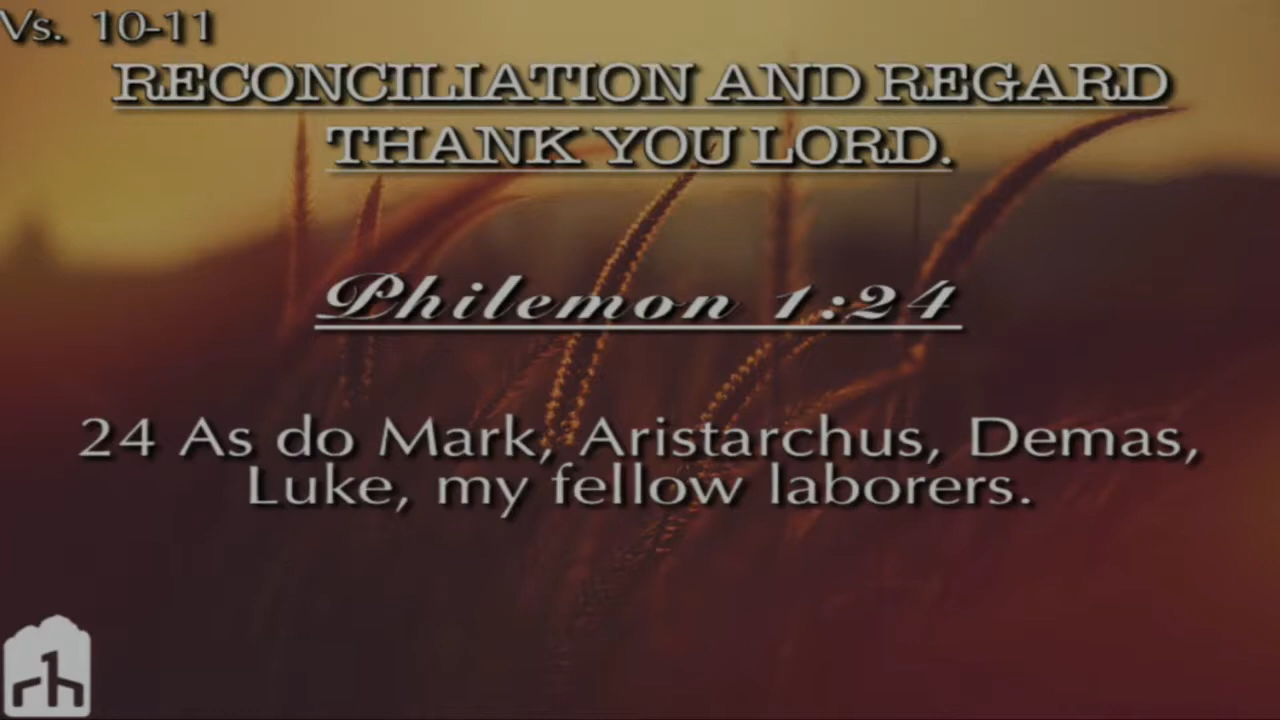 Vs. 10-11
RECONCILIATION AND REGARD
THANK YOU LORD.
Philemon 1:24
24 As do Mark, Aristarchus, Demas,
Luke, my fellow laborers.